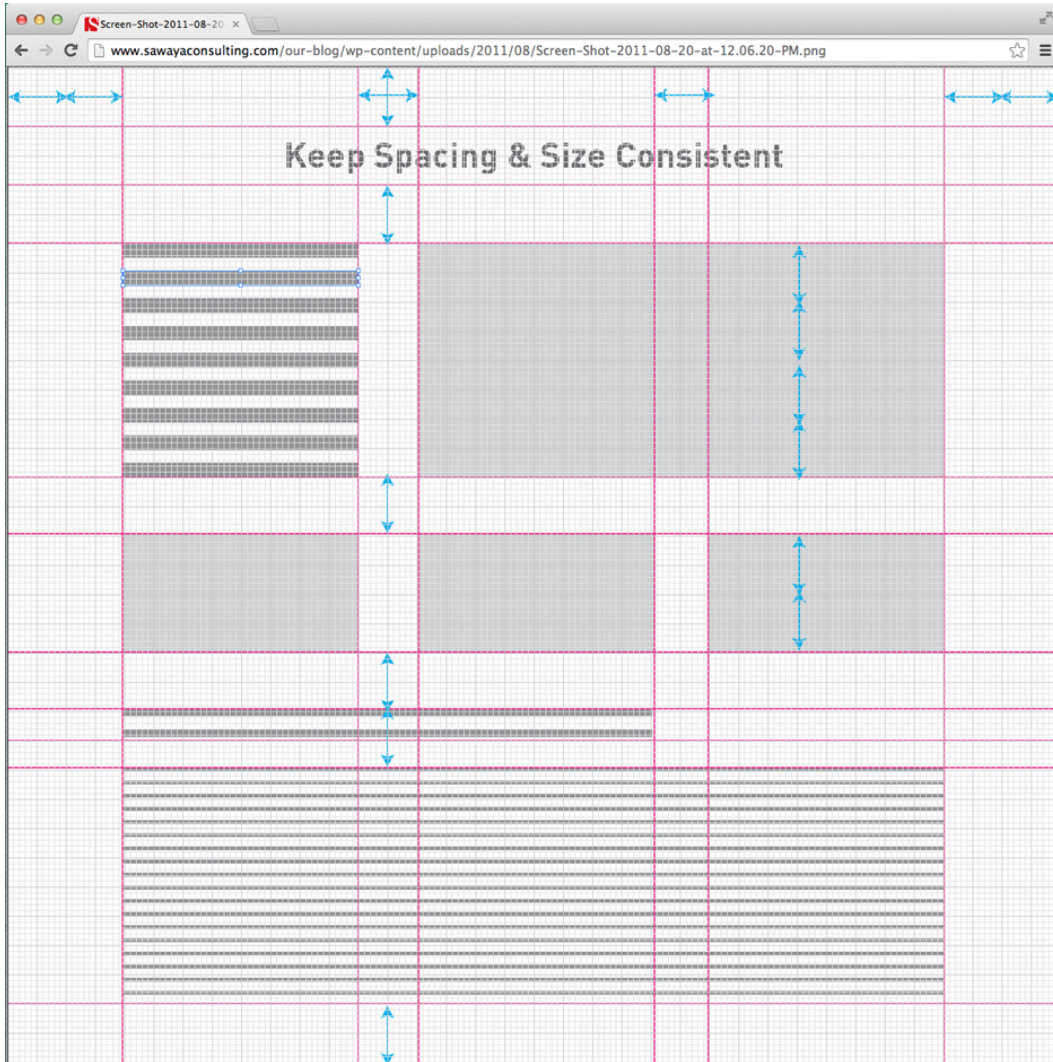 Screen-Shot-2011-08-20
www.sawayaconsulting.com/our-blog/wp-content/uploads/2011/08/Screen-Shot-2011-08-20-at-12.06.20-PM.png
Keep Spacing & Size Consistent